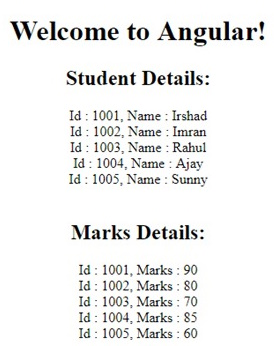 Welcome to Angular!
Student Details:
Id : 1001, Name : Irshad
Id : 1002, Name : Imran
Id : 1003, Name : Rahul
Id : 1004, Name : Ajay
Id : 1005, Name : Sunny
Marks Details:
Id : 1001, Marks : 90
Id : 1002, Marks : 80
Id : 1003, Marks : 70
Id : 1004, Marks : 85
Id : 1005, Marks : 60